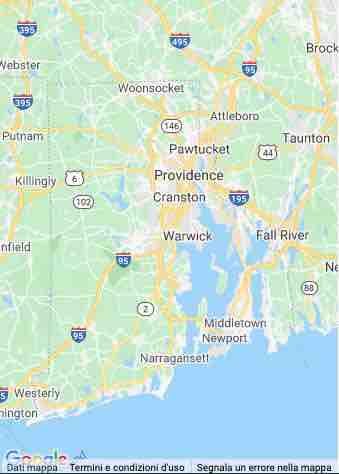 395
495
Brock
Webster
95
395
Woonsocket
Attleboro
146
Putnam
Taunton
Pawtucket
44
6
Providence
Killingly
Cranston
195
102
Warwick
Fall River
nfield
95
Ne
88
2
Middletown
95
Newport
Narragansett
Westerly
nington
Google
Dati mappa Termini e condizioni d'uso Segnala un errore nella mappa